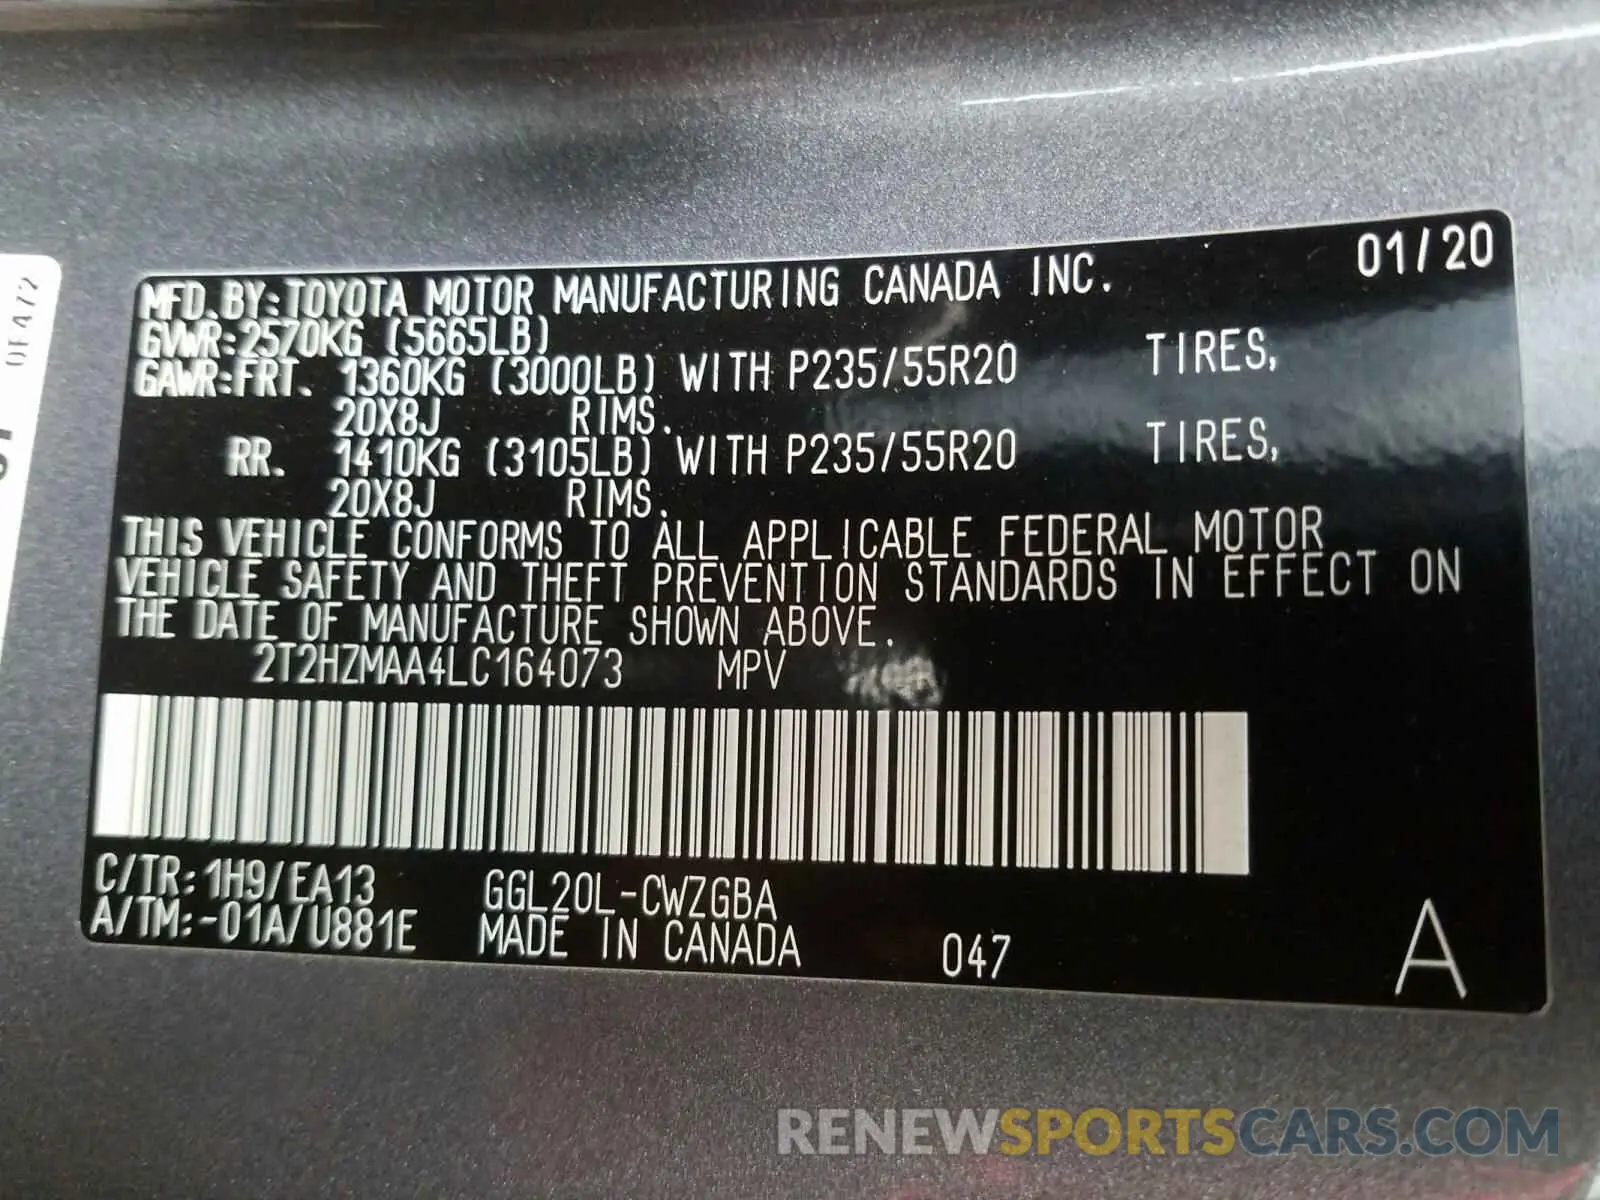 01/20
MFD.BY:TOYOTA MOTOR MANUFACTURING CANADA INC.
GVWR:2570KG (5665LB)
GAWR:FRT. 1360KG (3000LB) WITH P235/55R20 TIRES,
20X8J RIMS.
RR. 1410KG (3105LB) WITH P235/55R20 TIRES,
20X8J RIMS.
THIS VEHICLE CONFORMS TO ALL APPLICABLE FEDERAL MOTOR
VEHICLE SAFETY AND THEFT PREVENTION STANDARDS IN EFFECT ON
THE DATE OF MANUFACTURE SHOWN ABOVE.
2T2HZMAA4LC164073 MPV
C/TR:1H9/EA13 GGL20L-CWZGBA
A/TM:-01A/U881E MADE IN CANADA 047 A
RENEWSPORTSCARS.COM